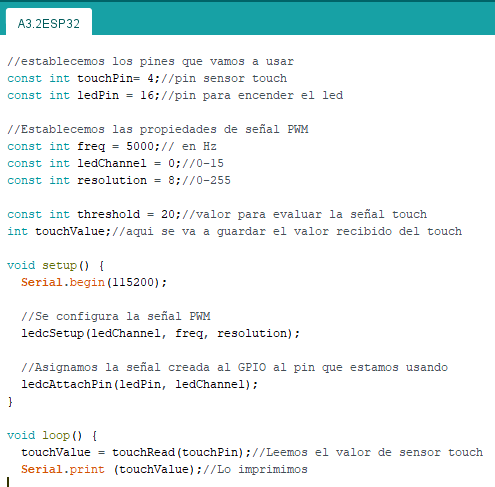 A3.2ESP32
//establecemos los pines que vamos a usar
const int touchPin= 4;//pin sensor touch
const int ledPin = 16;//pin para encender el led
//Establecemos las propiedades de señal PWM
const int freq = 5000;// en Hz
const int ledChannel = 0;//0-15
const int resolution = 8;//0-255
const int threshold = 20;//valor para evaluar la señal touch
int touchValue;//aqui se va a guardar el valor recibido del touch
void setup() {
  Serial.begin(115200);
  //Se configura la señal PWM
  ledcSetup(ledChannel, freq, resolution);
  //Asignamos la señal creada al GPIO al pin que estamos usando
  ledcAttachPin(ledPin, ledChannel);
}
void loop() {
  touchValue = touchRead(touchPin);//Leemos el valor de sensor touch
  Serial.print (touchValue);//Lo imprimimos